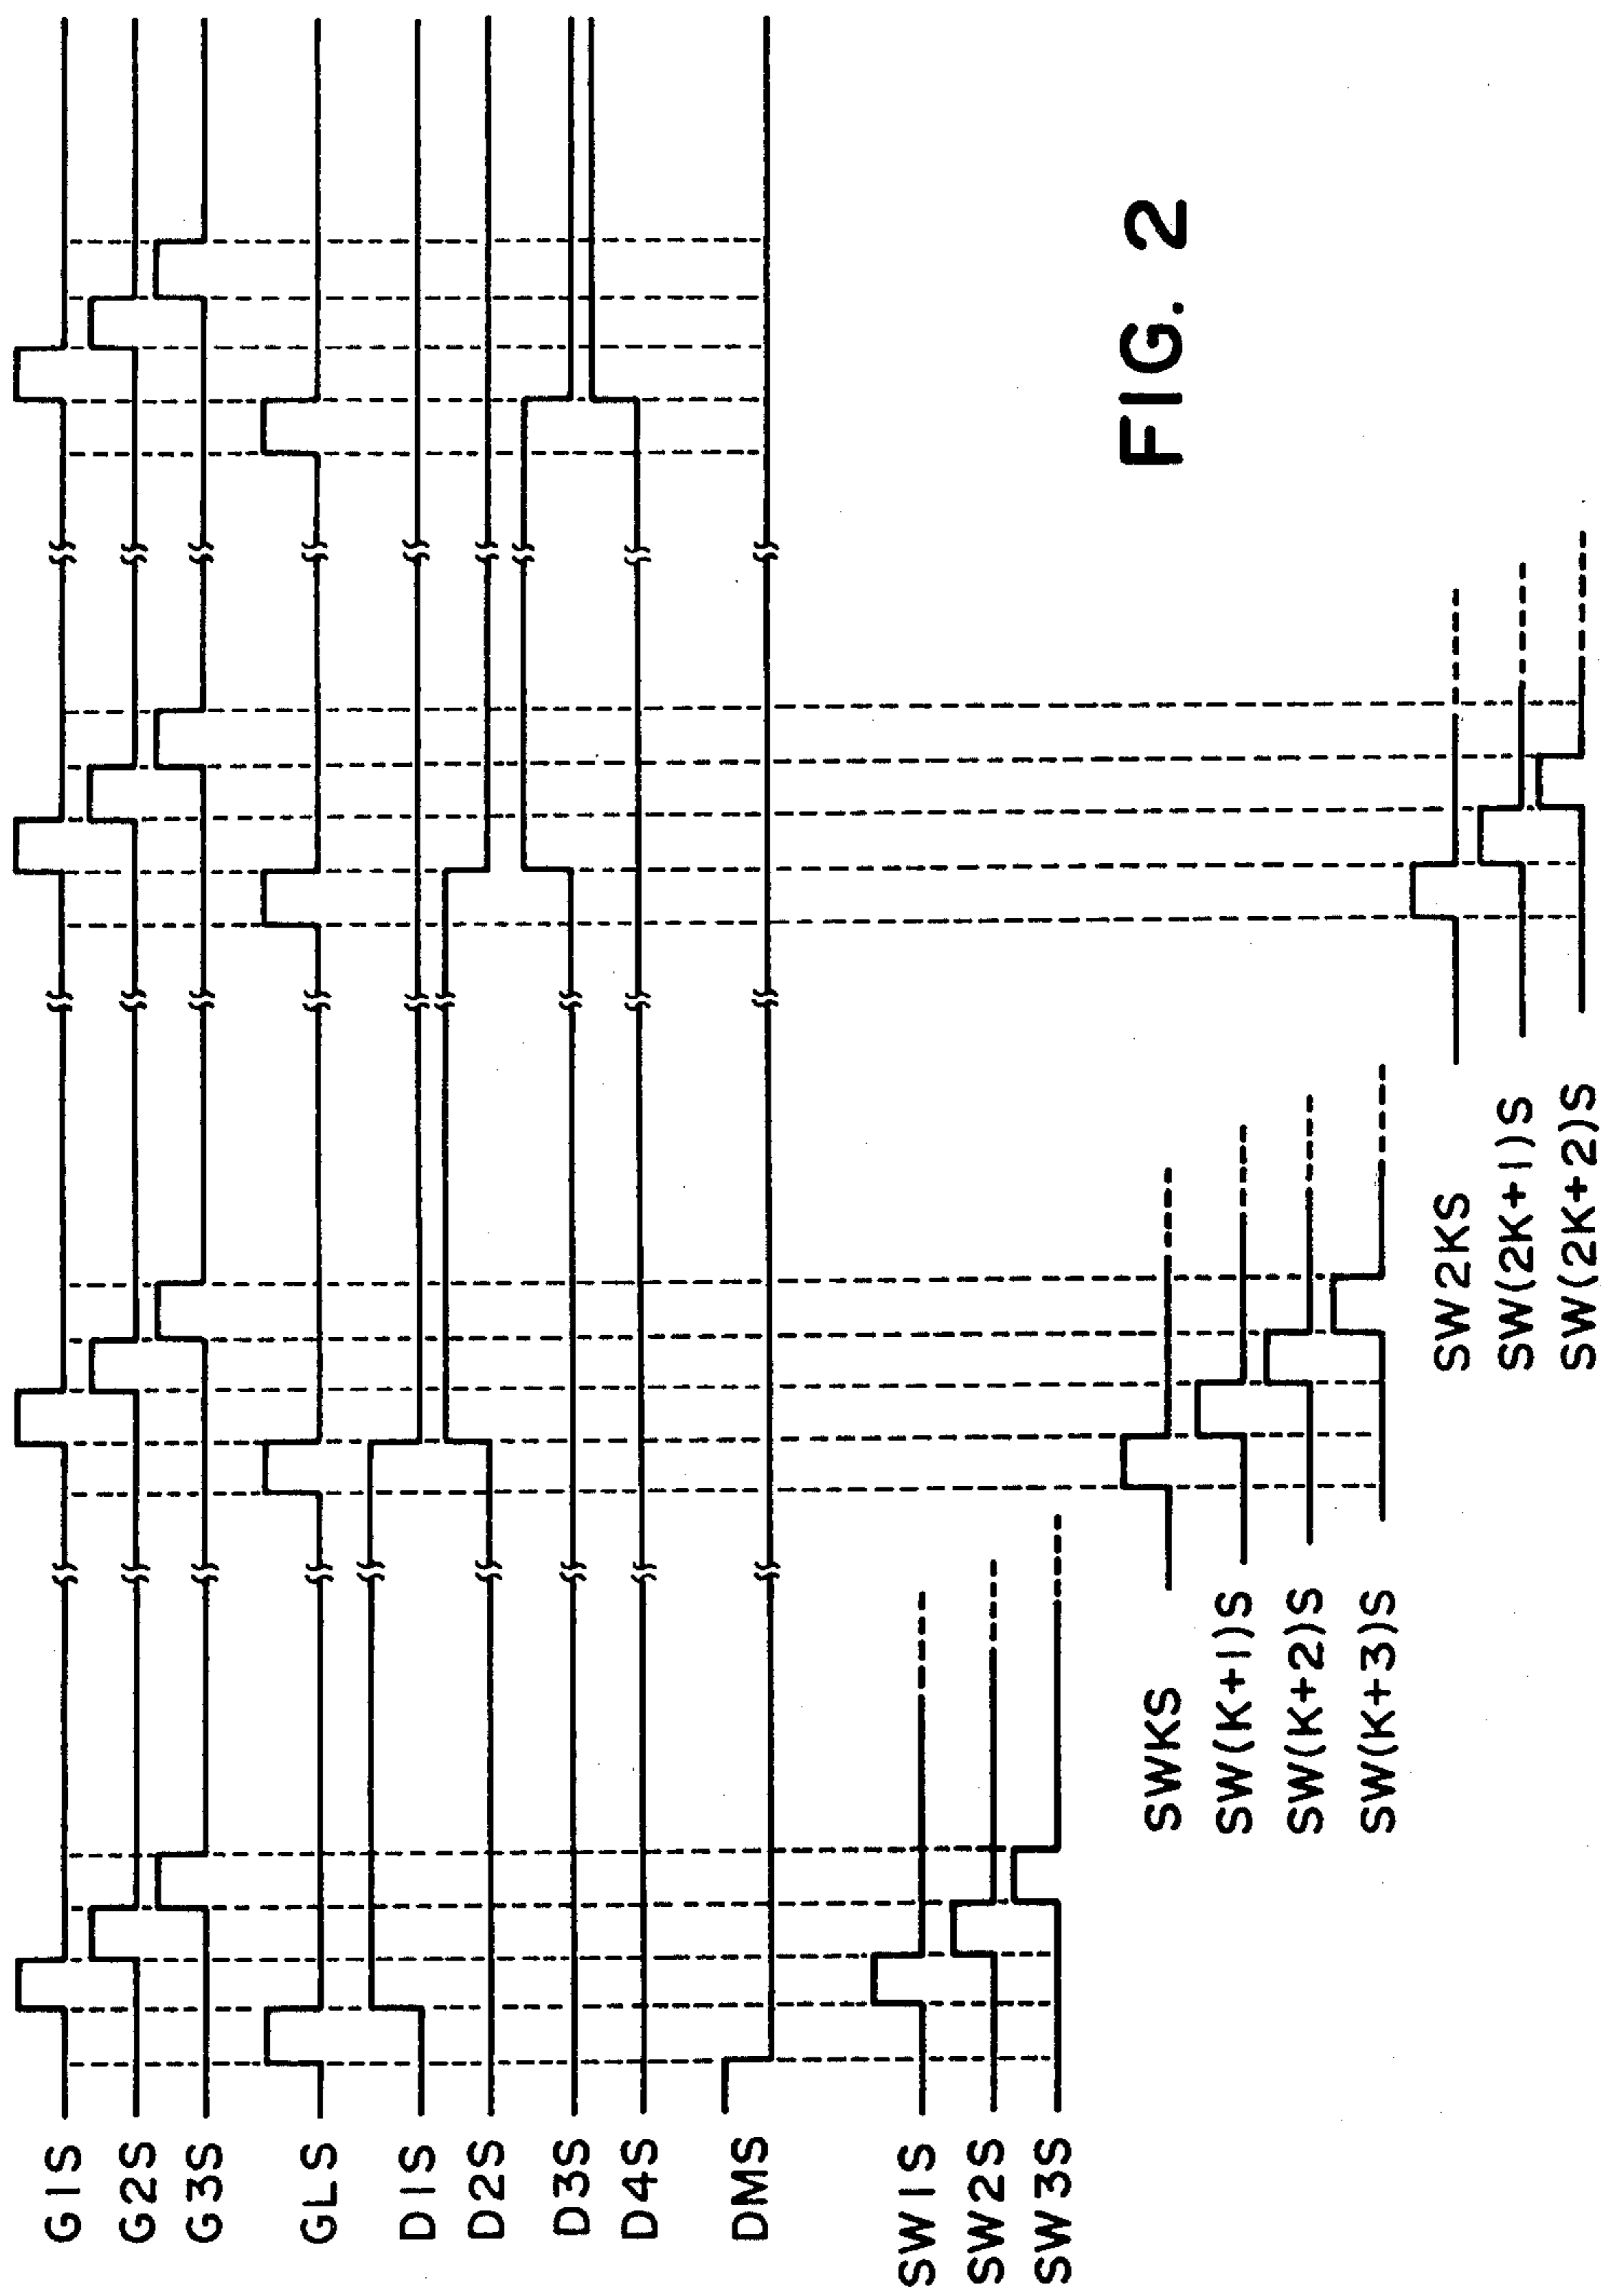 G1S
G2S
G3S
GLS
D1S
D2S
D3S
D4S
DMS
SW1S
SW2S
SW3S
SWKS
SW(K+1)S
SW(K+2)S
SW(K+3)S
SW2KS
SW(2K+1)S
SW(2K+2)S
FIG. 2